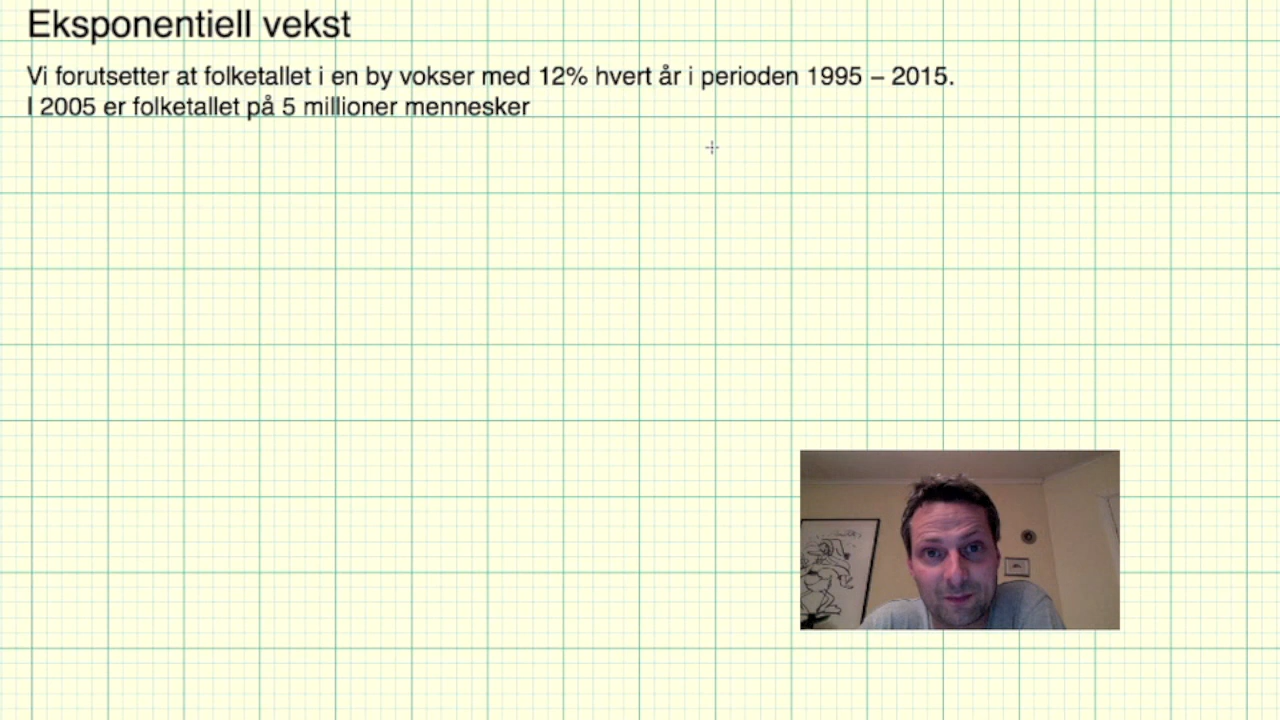 Eksponentiell vekst
Vi forutsetter at folketallet i en by vokser med 12% hvert år i perioden 1995 – 2015.
I 2005 er folketallet på 5 millioner mennesker